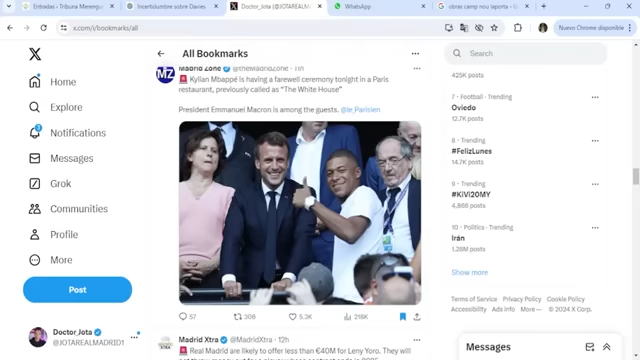 Entradas - Tribuna Merengue
Incertidumbre sobre Davies
Doctor_Jota (@JOTAREALM
WhatsApp
obras camp nou laporta - Goo
x.com/i/bookmarks/all
Nuevo Chrome disponible
All Bookmarks
Search
Home
Explore
Notifications
Messages
Grok
Communities
Profile
More
Post
Doctor_Jota
@JOTAREALMADRID1
Madrid Zone @theMadridZone · 11h
Kylian Mbappé is having a farewell ceremony tonight in a Paris
restaurant, previously called as "The White House"
President Emmanuel Macron is among the guests. @le_Parisien
57
308
5.3K
218K
Madrid Xtra @MadridXtra · 12h
Real Madrid are likely to offer less than €40M for Leny Yoro. They will
425K posts
7 · Football · Trending
Oviedo
12.7K posts
8 · Trending
#FelizLunes
14.7K posts
9 · Trending
#KiVi20MY
4,866 posts
10 · Politics · Trending
Irán
1.28M posts
Show more
Terms of Service Privacy Policy Cookie Policy
Accessibility Ads info More ··· © 2024 X Corp.
Messages